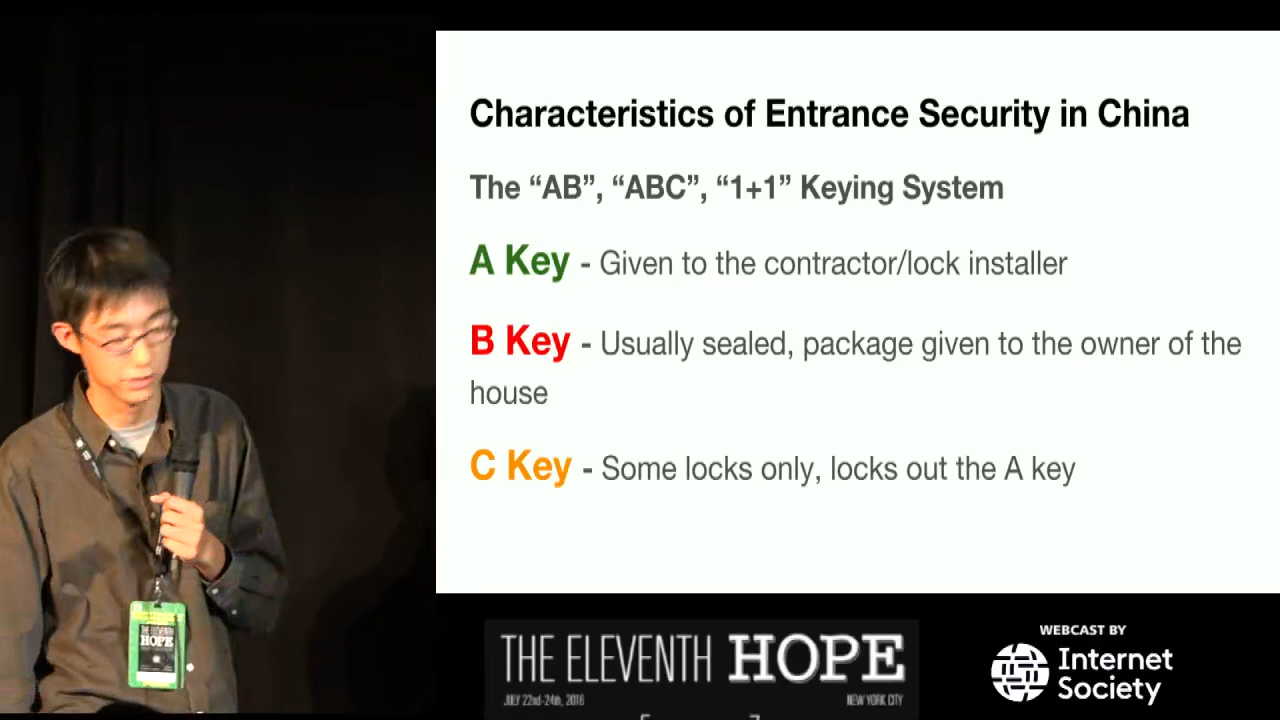 Characteristics of Entrance Security in China
The “AB”, “ABC”, “1+1” Keying System
A Key - Given to the contractor/lock installer
B Key - Usually sealed, package given to the owner of the
house
C Key - Some locks only, locks out the A key
HOPE
THE ELEVENTH HOPE
JULY 22nd-24th, 2016
NEW YORK CITY
WEBCAST BY
Internet
Society